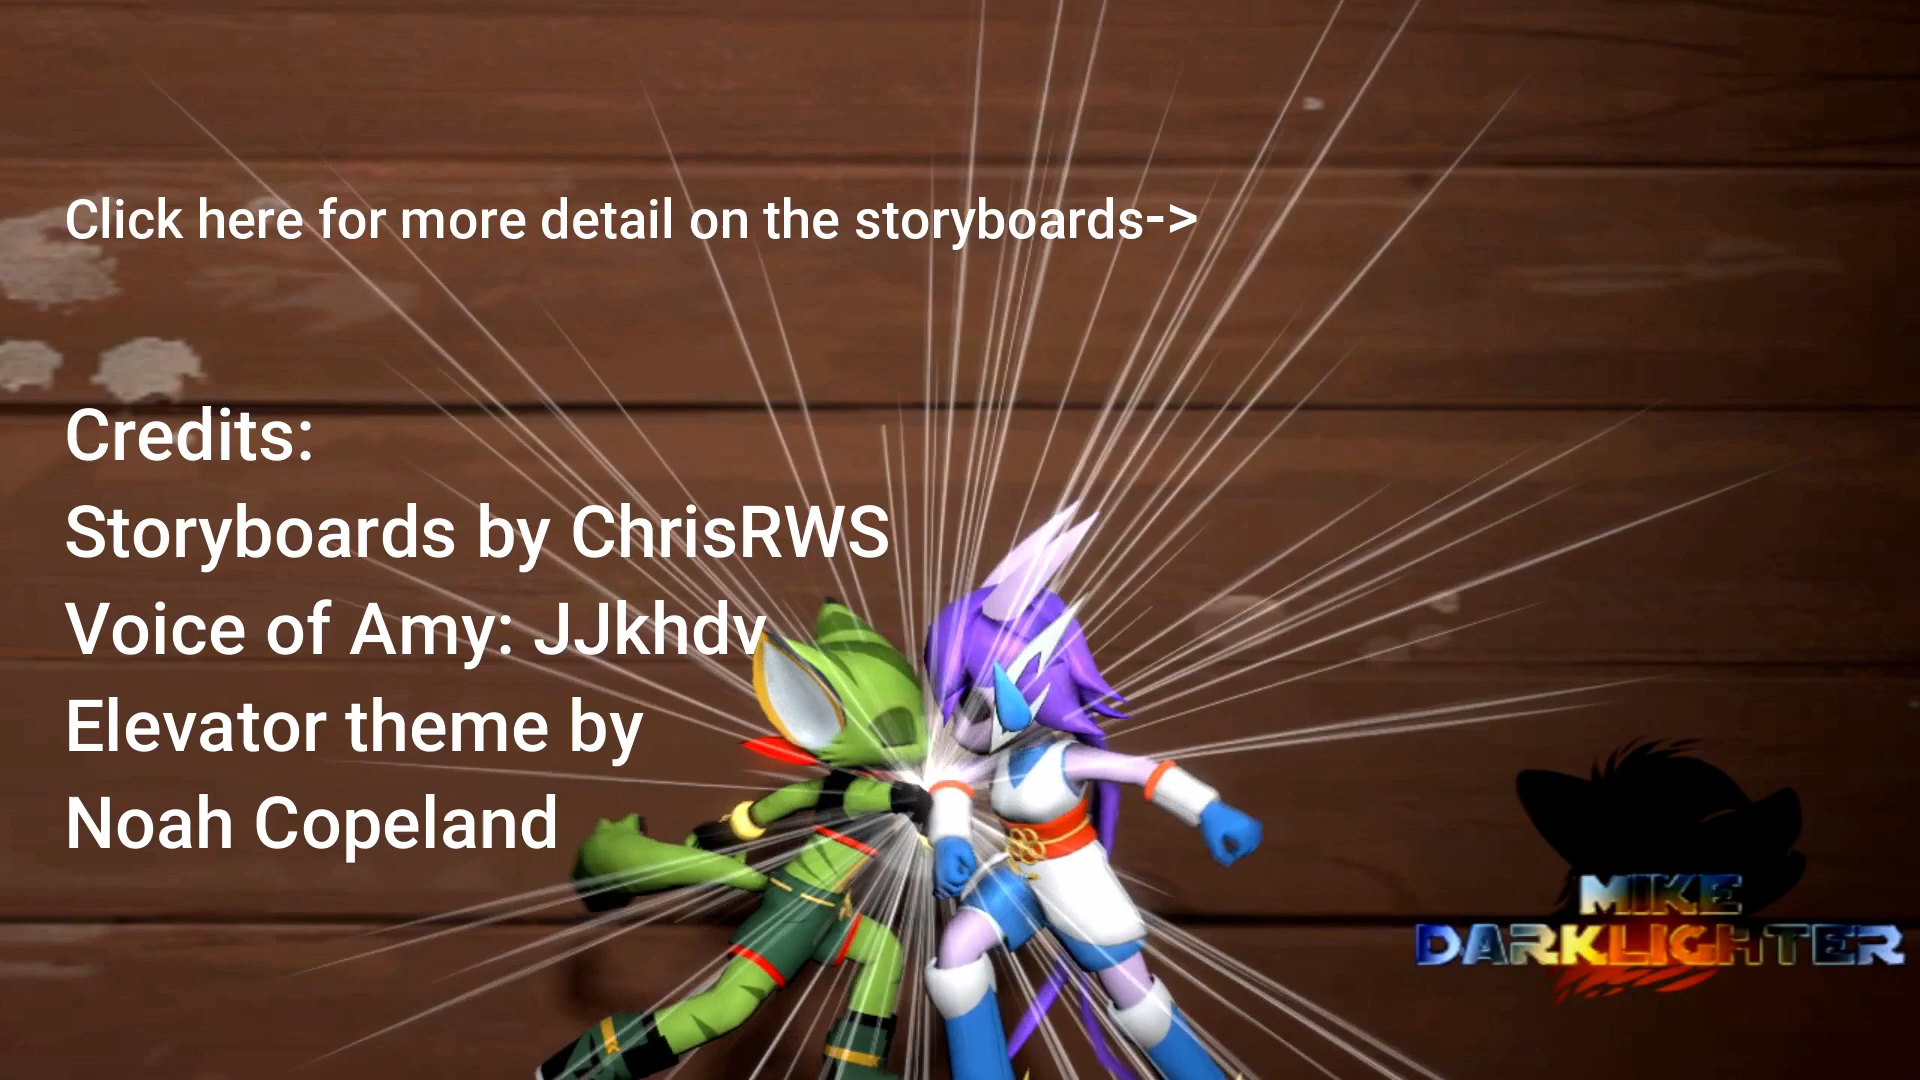 Click here for more detail on the storyboards->
Credits:
Storyboards by ChrisRWS
Voice of Amy: JJkhdv
Elevator theme by
Noah Copeland
MIKE
DARKLIGHTER